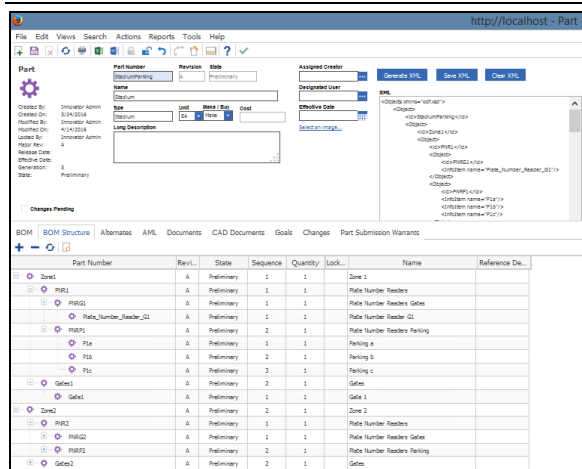 http://localhost - Part
File Edit Views Search Actions Reports Tools Help
Part
Part Number Revision State
StadiumParking A Preliminary
Name
Stadium
Type Unit Make / Buy Cost
Stadium EA Make
Long Description
Created By: Innovator Admin
Created On: 3/24/2016
Modified By: Innovator Admin
Modified On: 4/14/2016
Locked By: Innovator Admin
Major Rev: A
Release Date:
Effective Date:
Generation: 3
State: Preliminary
Changes Pending
Assigned Creator
Designated User
Effective Date
Select an image...
Generate XML Save XML Clear XML
XML
<Objects xmlns="odf.xsd">
<Object>
<id>StadiumParking</id>
<Object>
<id>Zone1</id>
<Object>
<id>PNR1</id>
<Object>
<id>PNRG1</id>
<InfoItem name="Plate_Number_Reader_G1"/>
</Object>
<Object>
<id>PNRP1</id>
<InfoItem name="P1a"/>
<InfoItem name="P1b"/>
<InfoItem name="P1c"/>
BOM BOM Structure Alternates AML Documents CAD Documents Goals Changes Part Submission Warrants
Part Number Revi... State Sequence Quantity Lock... Name Reference De...
Zone1 A Preliminary 1 1 Zone 1
PNR1 A Preliminary 1 1 Plate Number Readers
PNRG1 A Preliminary 1 1 Plate Number Readers Gates
Plate_Number_Reader_G1 A Preliminary 1 1 Plate Number Reader G1
PNRP1 A Preliminary 2 1 Plate Number Readers Parking
P1a A Preliminary 1 1 Parking a
P1b A Preliminary 2 1 Parking b
P1c A Preliminary 3 1 Parking c
Gates1 A Preliminary 2 1 Gates
Gate1 A Preliminary 1 1 Gate 1
Zone2 A Preliminary 2 1 Zone 2
PNR2 A Preliminary 1 1 Plate Number Readers
PNRG2 A Preliminary 1 1 Plate Number Readers Gates
PNRP2 A Preliminary 2 1 Plate Number Readers Parking
Gates2 A Preliminary 2 1 Gates